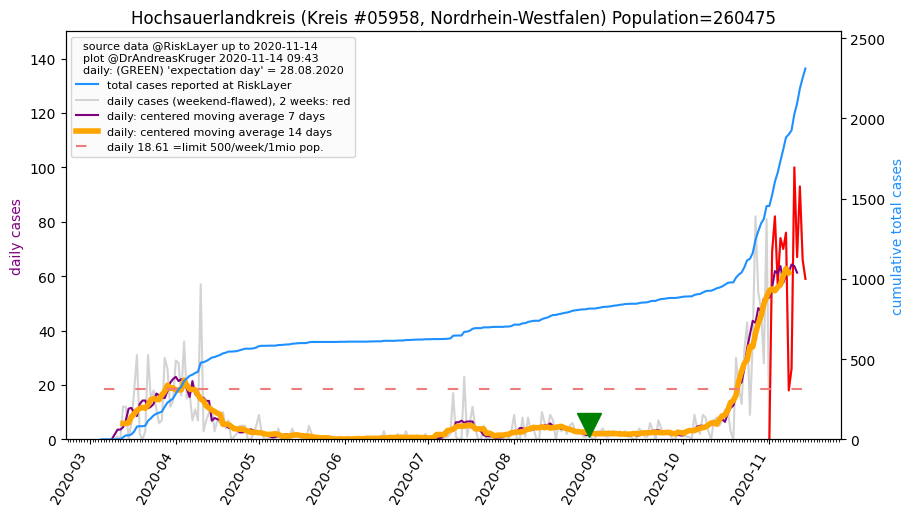 Hochsauerlandkreis (Kreis #05958, Nordrhein-Westfalen) Population=260475
source data @RiskLayer up to 2020-11-14
plot @DrAndreasKruger 2020-11-14 09:43
daily: (GREEN) 'expectation day' = 28.08.2020
total cases reported at RiskLayer
daily cases (weekend-flawed), 2 weeks: red
daily: centered moving average 7 days
daily: centered moving average 14 days
daily 18.61 =limit 500/week/1mio pop.
daily cases
140
120
100
80
60
40
20
0
cumulative total cases
2500
2000
1500
1000
500
0
2020-03
2020-04
2020-05
2020-06
2020-07
2020-08
2020-09
2020-10
2020-11